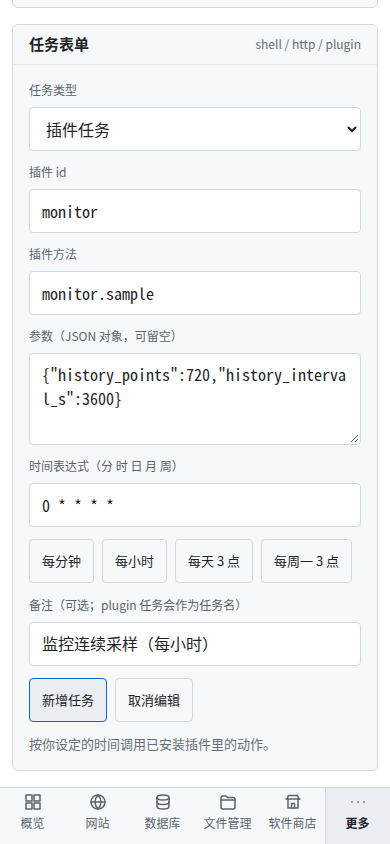 任务表单
shell / http / plugin
任务类型
插件任务
插件 id
monitor
插件方法
monitor.sample
参数（JSON 对象，可留空）
{"history_points":720,"history_interva
l_s":3600}
时间表达式（分 时 日 月 周）
0 * * * *
每分钟 每小时 每天 3 点 每周一 3 点
备注（可选；plugin 任务会作为任务名）
监控连续采样（每小时）
新增任务 取消编辑
按你设定的时间调用已安装插件里的动作。
概览 网站 数据库 文件管理 软件商店 更多